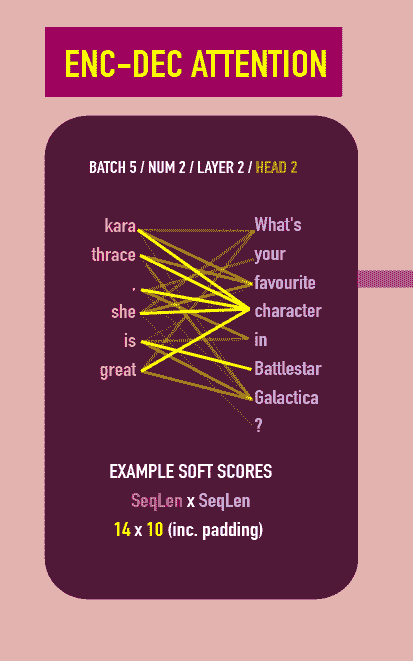 ENC-DEC ATTENTION
BATCH 5 / NUM 2 / LAYER 2 / HEAD 2
kara
thrace
.
she
is
great
What's
your
favourite
character
in
Battlestar
Galactica
?
EXAMPLE SOFT SCORES
SeqLen x SeqLen
14 x 10 (inc. padding)